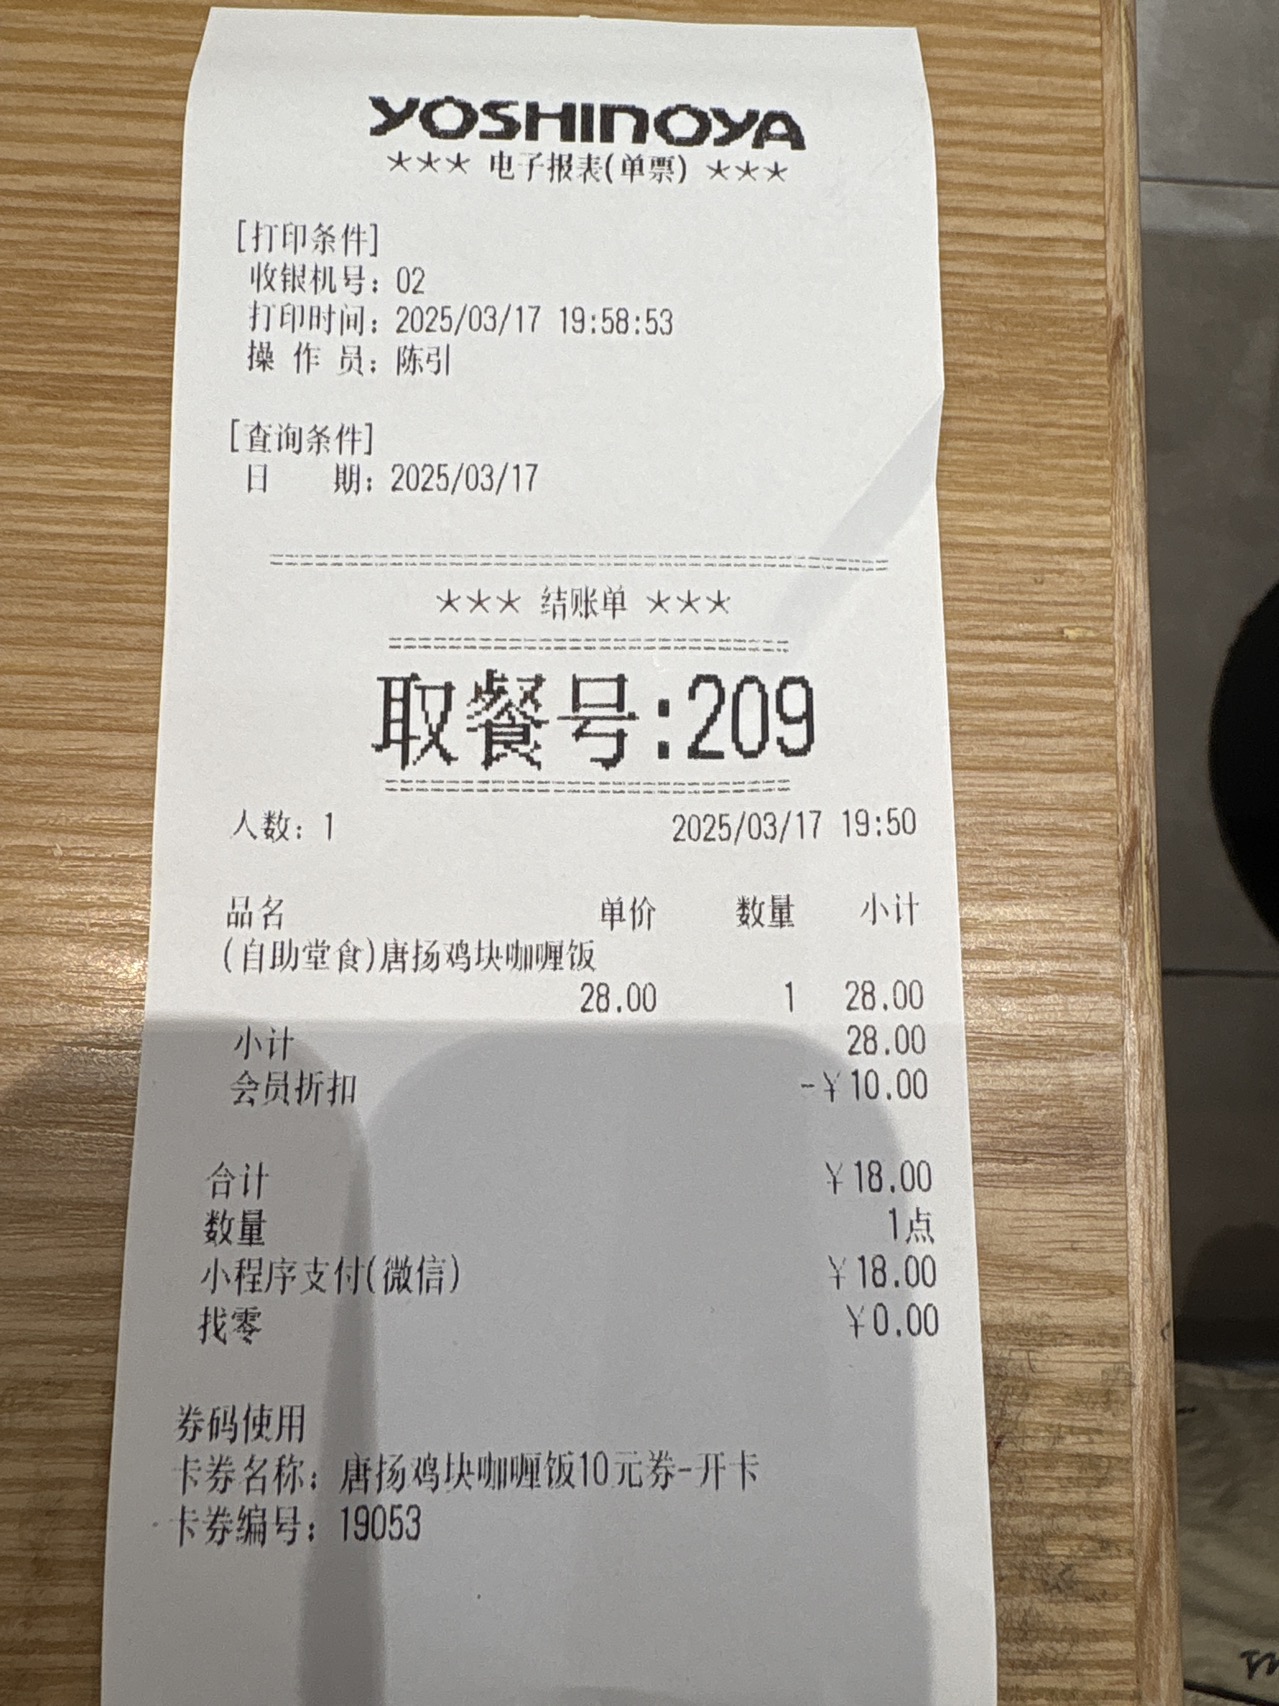 YOSHINOYA
*** 电子报表(单票) ***
[打印条件]
收银机号: 02
打印时间: 2025/03/17 19:58:53
操 作 员: 陈引
[查询条件]
日 期: 2025/03/17
*** 结账单 ***
取餐号:209
人数: 1 2025/03/17 19:50
品名 单价 数量 小计
(自助堂食)唐扬鸡块咖喱饭
28.00 1 28.00
小计 28.00
会员折扣 -¥10.00
合计 ¥18.00
数量 1点
小程序支付(微信) ¥18.00
找零 ¥0.00
券码使用
卡券名称: 唐扬鸡块咖喱饭10元券-开卡
卡券编号: 19053